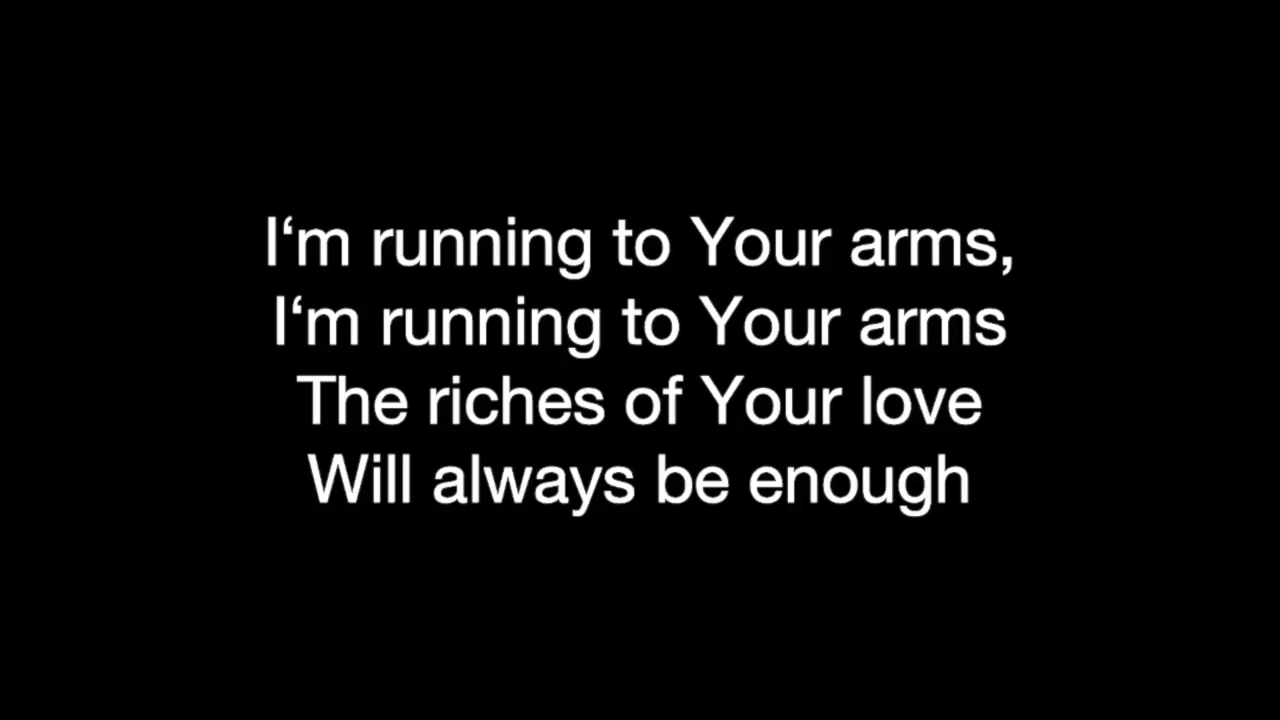 I‘m running to Your arms,
I‘m running to Your arms
The riches of Your love
Will always be enough